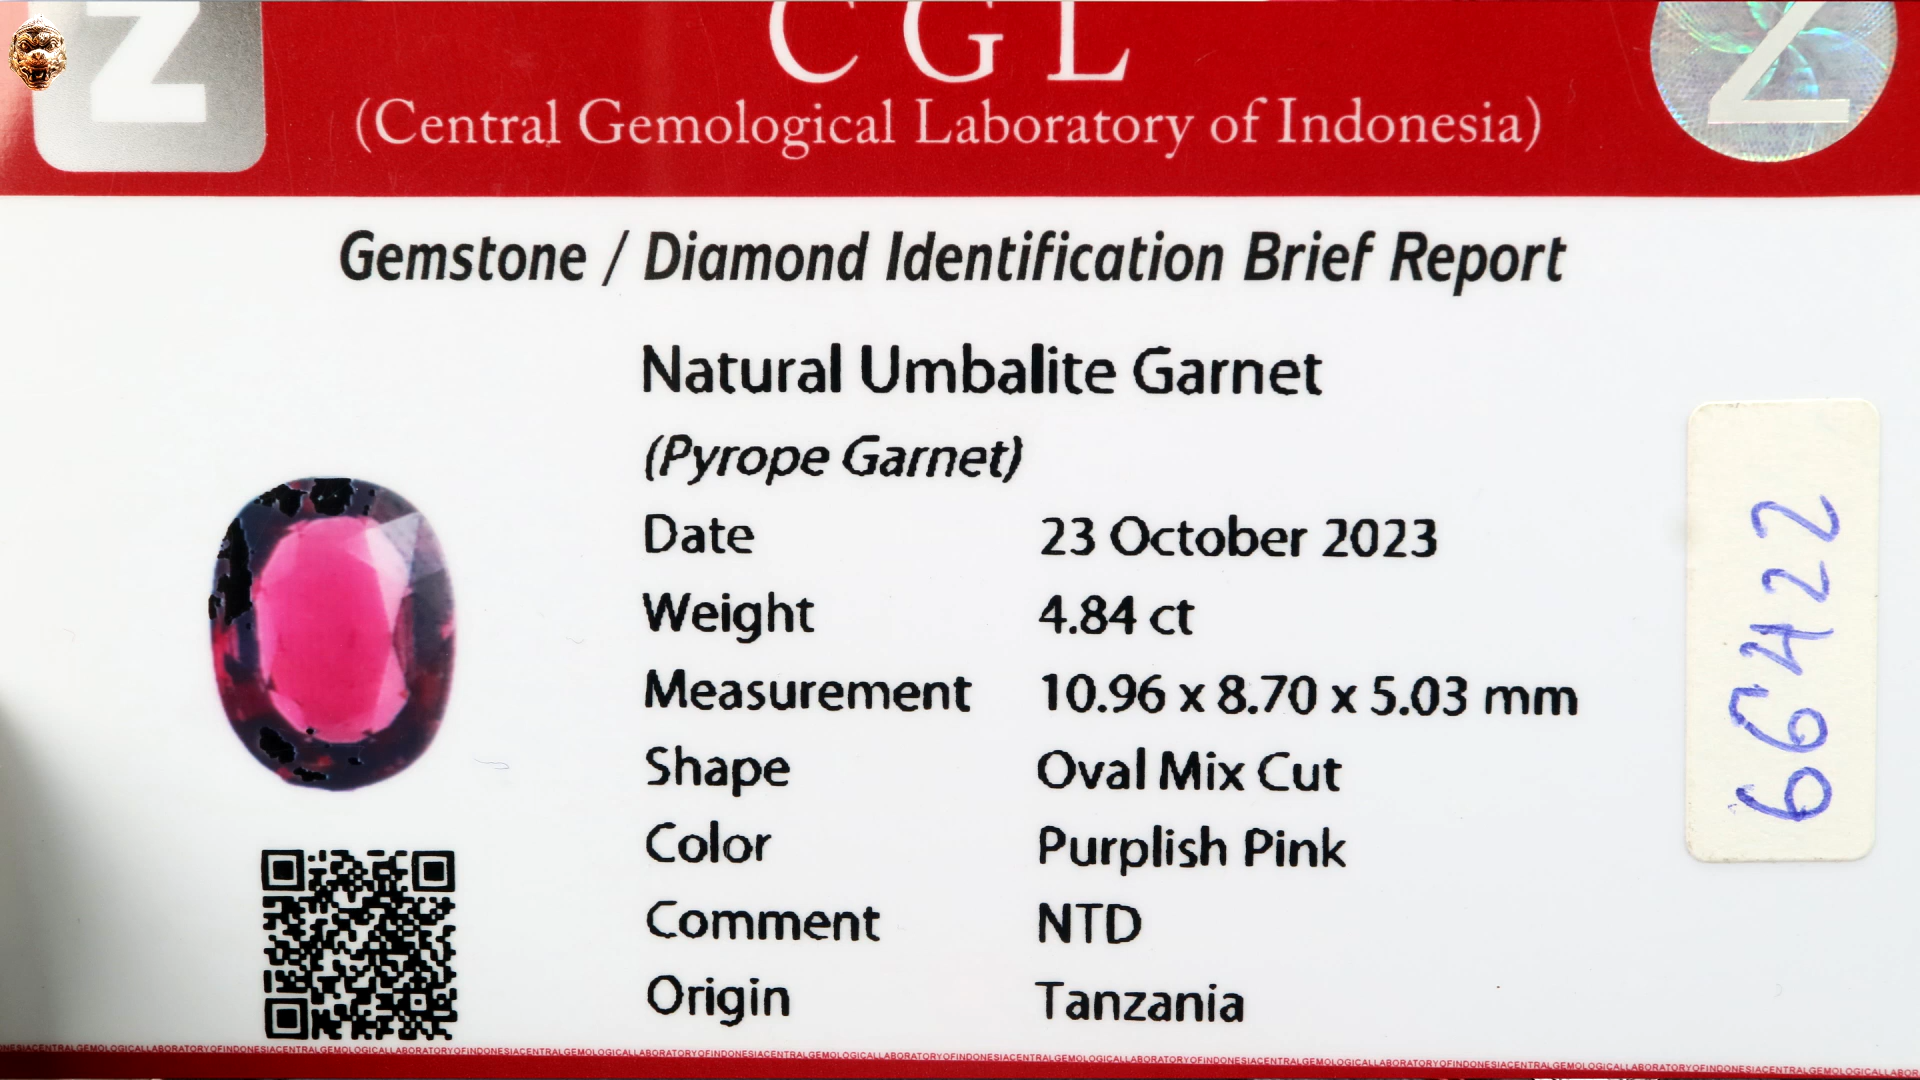 Z
CGL
Z
(Central Gemological Laboratory of Indonesia)
Gemstone / Diamond Identification Brief Report
Natural Umbalite Garnet
(Pyrope Garnet)
Date 23 October 2023
Weight 4.84 ct
Measurement 10.96 x 8.70 x 5.03 mm
Shape Oval Mix Cut
Color Purplish Pink
Comment NTD
Origin Tanzania
66422
NESIACENTRALGEMOLOGICALLABORATORYOFINDONESIACENTRALGEMOLOGICALLABORATORYOFINDONESIACENTRALGEMOLOGICALLABORATORYOFINDONESIACENTRALGEMOLOGICALLABORATORYOFINDONESIACENTRALGEMOLOGICALLABORATORYOFINDONESIACENTRALGEMOLOGICALLABORATORYOFINDONESIACENTRALGEMOLOGICALLABORATORYOFINDONESIACENTRALGEMOLOGICALLABOR